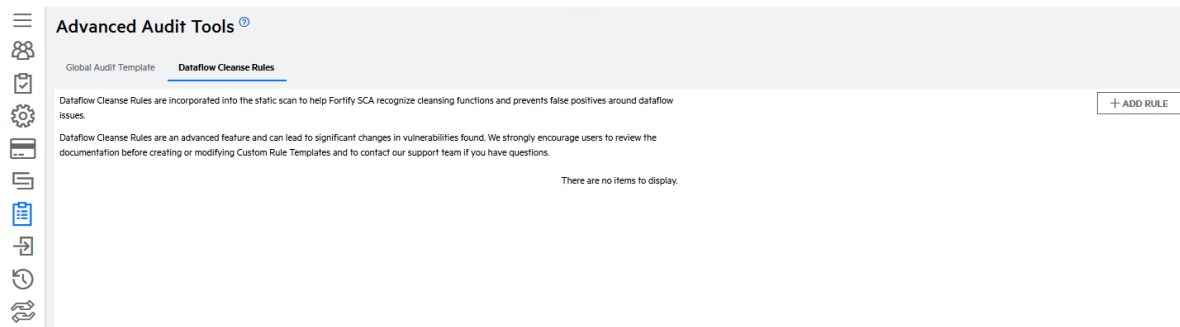 Advanced Audit Tools ?
Global Audit Template Dataflow Cleanse Rules
Dataflow Cleanse Rules are incorporated into the static scan to help Fortify SCA recognize cleansing functions and prevents false positives around dataflow
issues.
+ ADD RULE
Dataflow Cleanse Rules are an advanced feature and can lead to significant changes in vulnerabilities found. We strongly encourage users to review the
documentation before creating or modifying Custom Rule Templates and to contact our support team if you have questions.
There are no items to display.